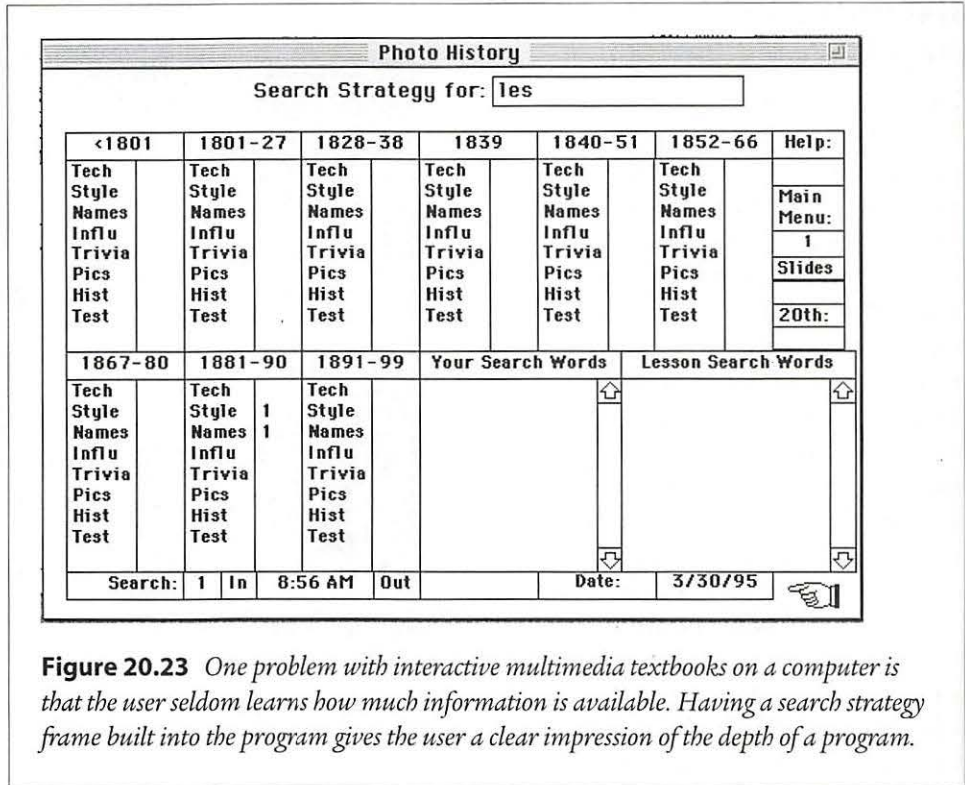 Photo History
Search Strategy for: les
<1801 1801-27 1828-38 1839 1840-51 1852-66 Help:
Tech Tech Tech Tech Tech Tech
Style Style Style Style Style Style Main
Names Names Names Names Names Names Menu:
Influ Influ Influ Influ Influ Influ 1
Trivia Trivia Trivia Trivia Trivia Trivia
Pics Pics Pics Pics Pics Pics Slides
Hist Hist Hist Hist Hist Hist
Test Test Test Test Test Test 20th:
1867-80 1881-90 1891-99 Your Search Words Lesson Search Words
Tech Tech Tech
Style Style 1 Style
Names Names 1 Names
Influ Influ Influ
Trivia Trivia Trivia
Pics Pics Pics
Hist Hist Hist
Test Test Test
Search: 1 In 8:56 AM Out Date: 3/30/95
Figure 20.23 One problem with interactive multimedia textbooks on a computer is
that the user seldom learns how much information is available. Having a search strategy
frame built into the program gives the user a clear impression of the depth of a program.